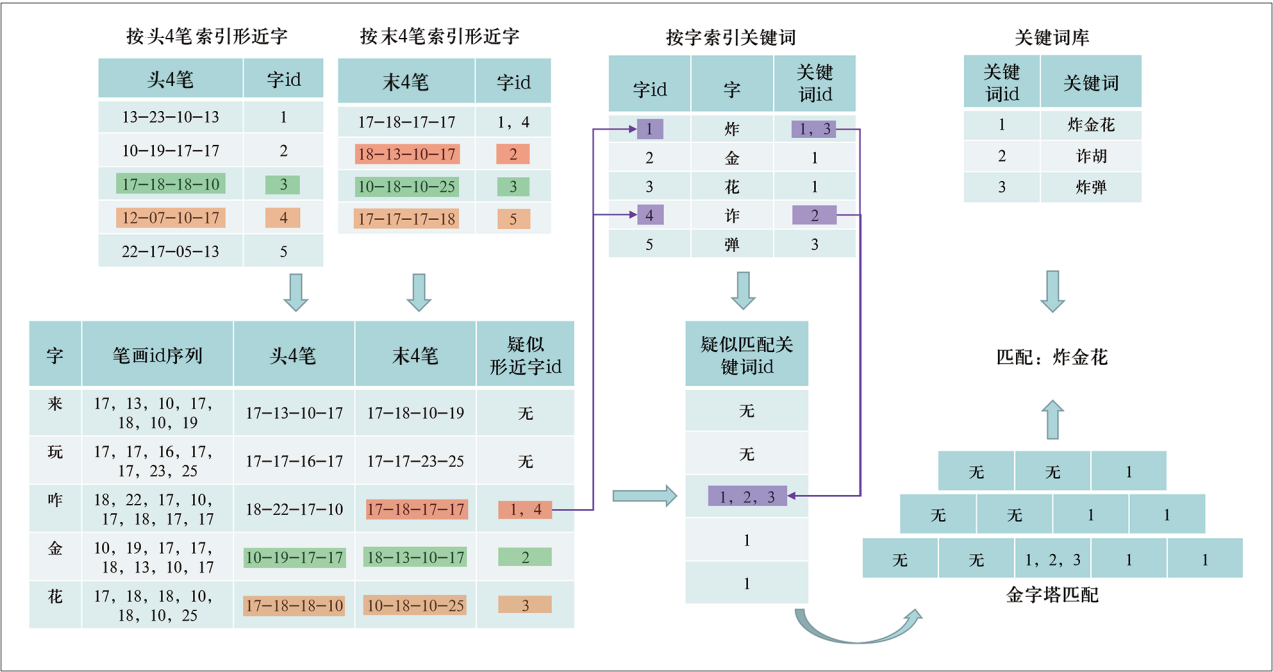 按头4笔索引形近字
头4笔 字id
13-23-10-13 1
10-19-17-17 2
17-18-18-10 3
12-07-10-17 4
22-17-05-13 5
按末4笔索引形近字
末4笔 字id
17-18-17-17 1, 4
18-13-10-17 2
10-18-10-25 3
17-17-17-18 5
按字索引关键词
字id 字 关键
词id
1 炸 1, 3
2 金 1
3 花 1
4 诈 2
5 弹 3
关键词库
关键
词id 关键词
1 炸金花
2 诈胡
3 炸弹
字 笔画id序列 头4笔 末4笔 疑似
形近字id
来 17, 13, 10, 17,
18, 10, 19 17-13-10-17 17-18-10-19 无
玩 17, 17, 16, 17,
17, 23, 25 17-17-16-17 17-17-23-25 无
咋 18, 22, 17, 10,
17, 18, 17, 17 18-22-17-10 17-18-17-17 1, 4
金 10, 19, 17, 17,
18, 13, 10, 17 10-19-17-17 18-13-10-17 2
花 17, 18, 18, 10,
18, 10, 25 17-18-18-10 10-18-10-25 3
疑似匹配关
键词id
无
无
1, 2, 3
1
1
匹配：炸金花
无 无 1
无 无 1 1
无 无 1, 2, 3 1 1
金字塔匹配